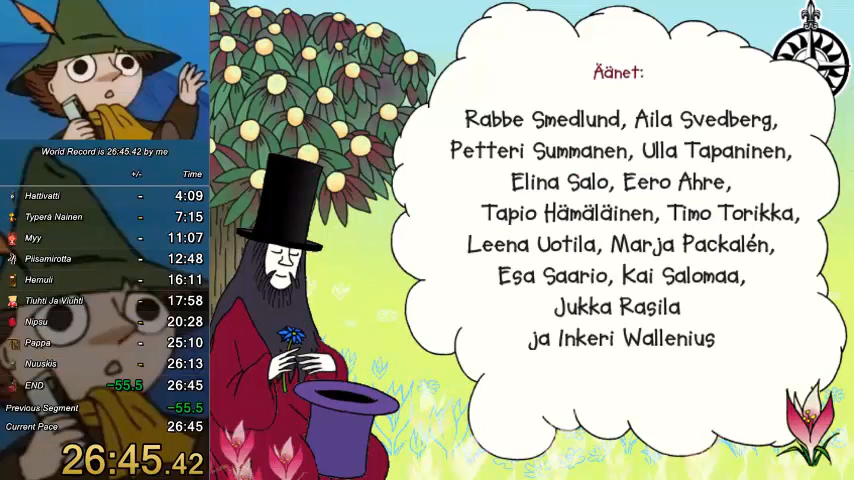 World Record is 26.45.42 by me
+/- Time
Hattivatti - 4:09
Typerä Nainen - 7:15
Myy - 11:07
Piisamirotta - 12:48
Hemuli - 16:11
Tiuhti Ja Viuhti - 17:58
Nipsu - 20:28
Pappa - 25:10
Nuuskis - 26:13
END -55.5 26:45
Previous Segment -55.5
Current Pace 26:45
26:45.42
Äänet:
Rabbe Smedlund, Aila Svedberg,
Petteri Summanen, Ulla Tapaninen,
Elina Salo, Eero Ahre,
Tapio Hämäläinen, Timo Torikka,
Leena Uotila, Marja Packalén,
Esa Saario, Kai Salomaa,
Jukka Rasila
ja Inkeri Wallenius